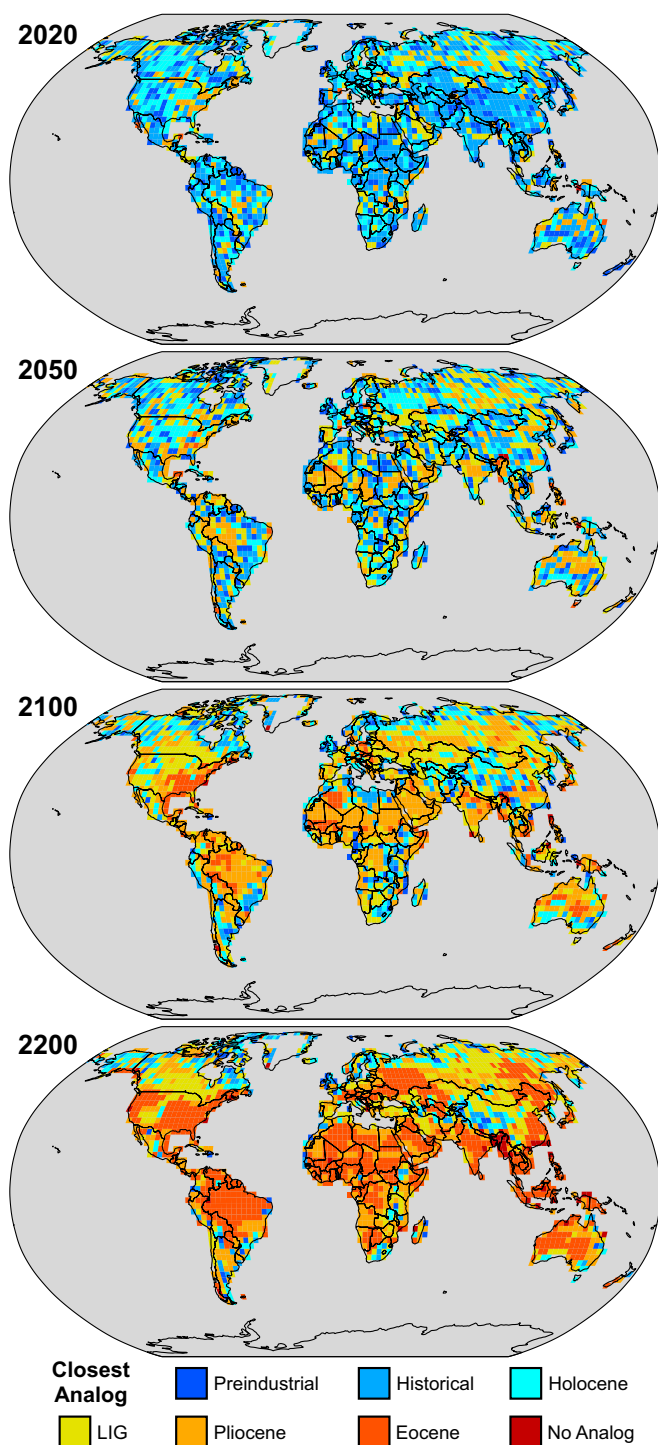 2020
2050
2100
2200
Closest Analog
Preindustrial
Historical
Holocene
LIG
Pliocene
Eocene
No Analog